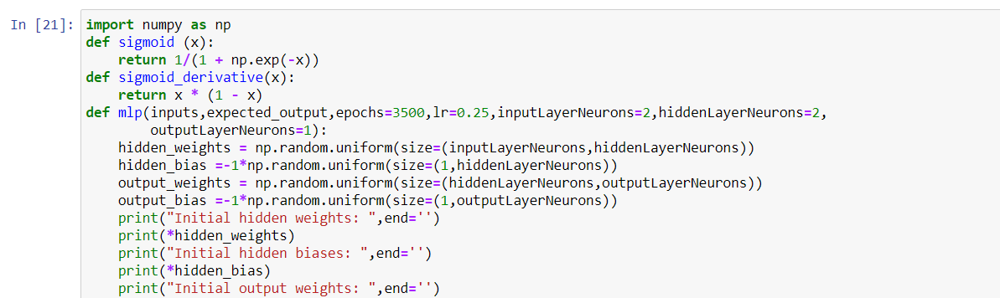 In [21]: import numpy as np
def sigmoid (x):
    return 1/(1 + np.exp(-x))
def sigmoid_derivative(x):
    return x * (1 - x)
def mlp(inputs,expected_output,epochs=3500,lr=0.25,inputLayerNeurons=2,hiddenLayerNeurons=2,
        outputLayerNeurons=1):
    hidden_weights = np.random.uniform(size=(inputLayerNeurons,hiddenLayerNeurons))
    hidden_bias =-1*np.random.uniform(size=(1,hiddenLayerNeurons))
    output_weights = np.random.uniform(size=(hiddenLayerNeurons,outputLayerNeurons))
    output_bias =-1*np.random.uniform(size=(1,outputLayerNeurons))
    print("Initial hidden weights: ",end='')
    print(*hidden_weights)
    print("Initial hidden biases: ",end='')
    print(*hidden_bias)
    print("Initial output weights: ",end='')